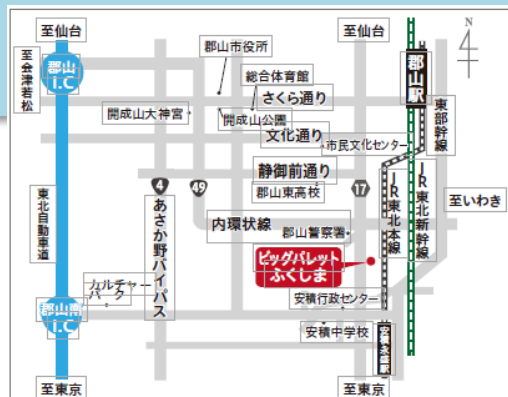 至仙台
至仙台
N
郡山市役所
至会津若松
郡山
I.C
総合体育館
郡山駅
さくら通り
開成山大神宮
開成山公園
東部幹線
文化通り
市民文化センター
静御前通り
4
49
郡山東高校
17
JR東北本線
JR東北新幹線
至いわき
東北自動車道
あさか野バイパス
内環状線
郡山警察署
ビッグパレット
ふくしま
カルチャー
パーク
郡山南
I.C
安積行政センター
安積中学校
安積永盛駅
至東京
至東京